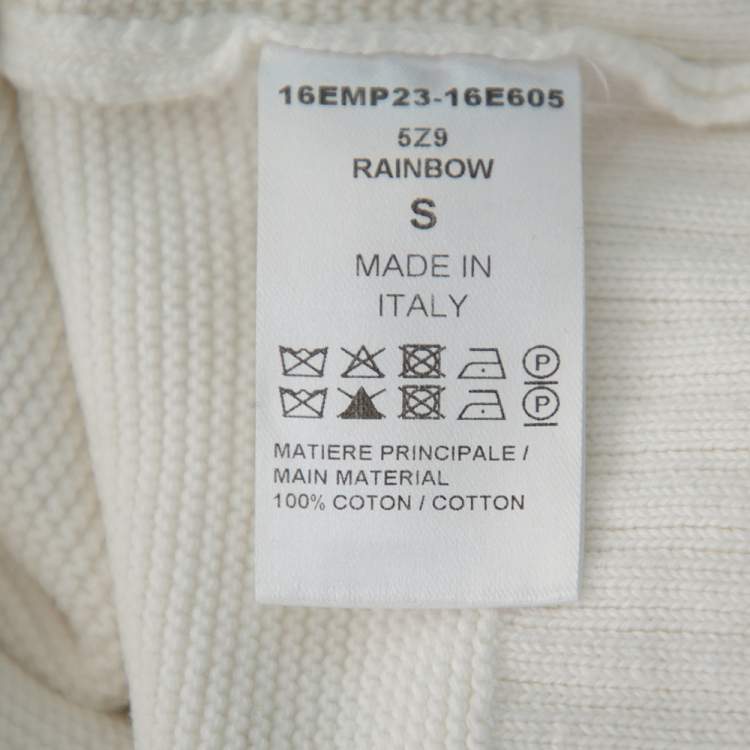 16EMP23-16E605
5Z9
RAINBOW
S
MADE IN
ITALY
P
P
MATIERE PRINCIPALE /
MAIN MATERIAL
100% COTON / COTTON